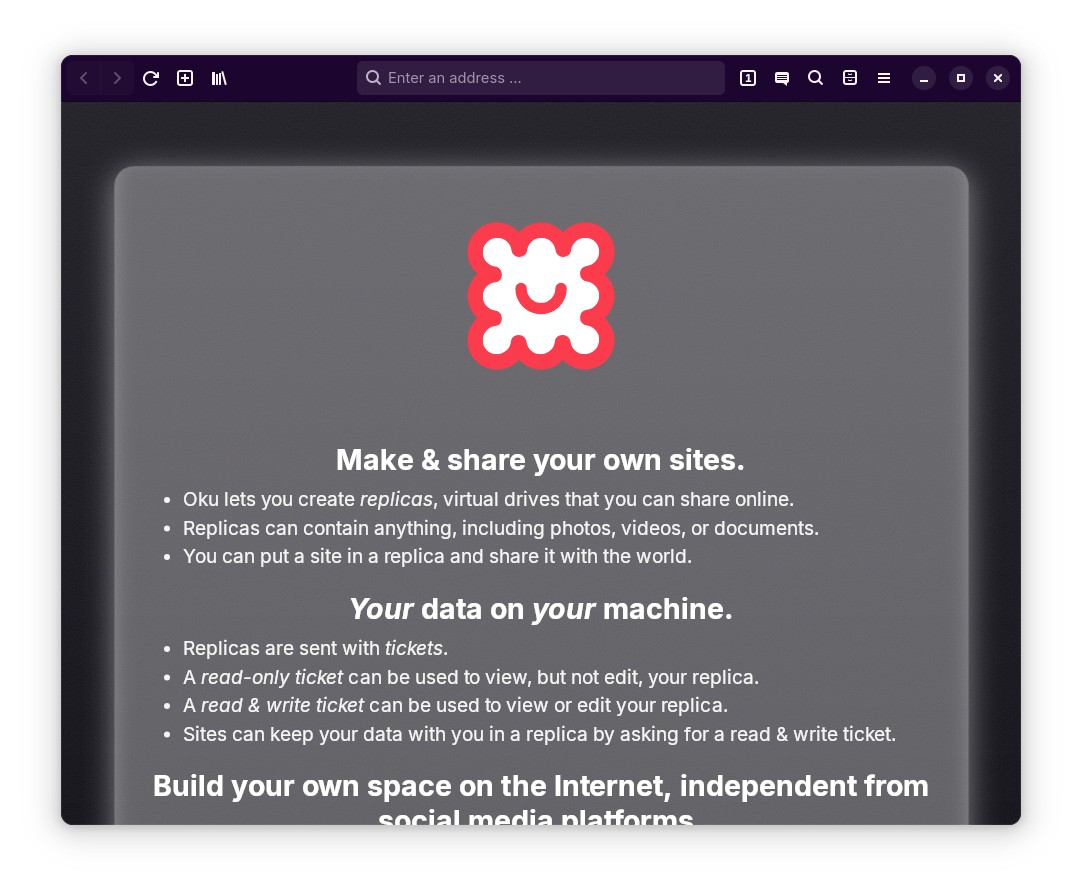 Enter an address ...
1
Make & share your own sites.
• Oku lets you create replicas, virtual drives that you can share online.
• Replicas can contain anything, including photos, videos, or documents.
• You can put a site in a replica and share it with the world.
Your data on your machine.
• Replicas are sent with tickets.
• A read-only ticket can be used to view, but not edit, your replica.
• A read & write ticket can be used to view or edit your replica.
• Sites can keep your data with you in a replica by asking for a read & write ticket.
Build your own space on the Internet, independent from
social media platforms